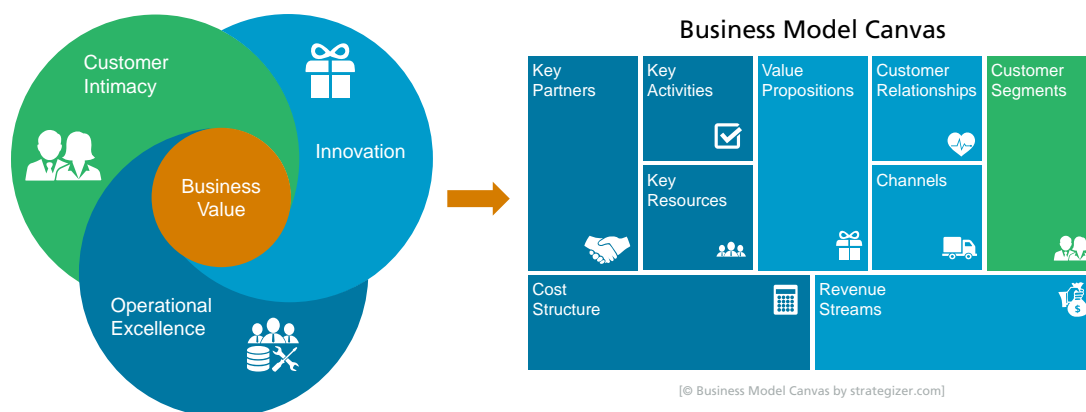 Customer
Intimacy
Innovation
Business
Value
Operational
Excellence
Business Model Canvas
Key
Partners
Key
Activities
Value
Propositions
Customer
Relationships
Customer
Segments
Key
Resources
Channels
Cost
Structure
Revenue
Streams
$
[© Business Model Canvas by strategizer.com]